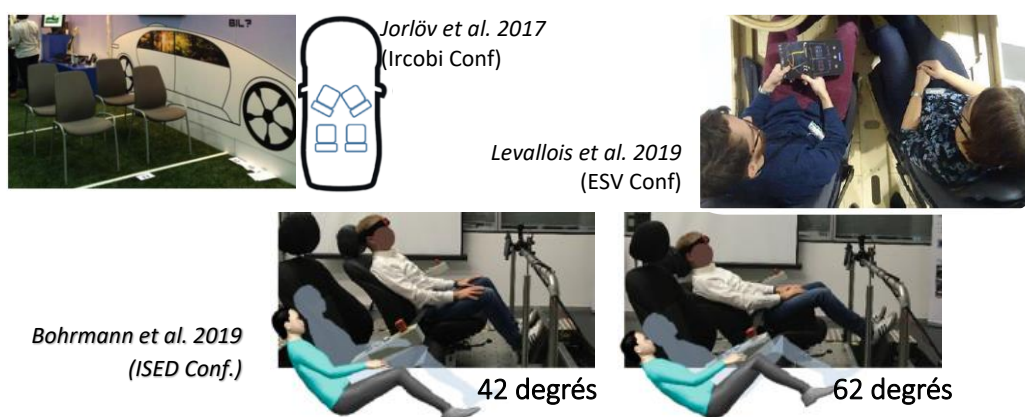 BIL?
Jorlöv et al. 2017
(Ircobi Conf)
Levallois et al. 2019
(ESV Conf)
Bohrmann et al. 2019
(ISED Conf.)
42 degrés
62 degrés